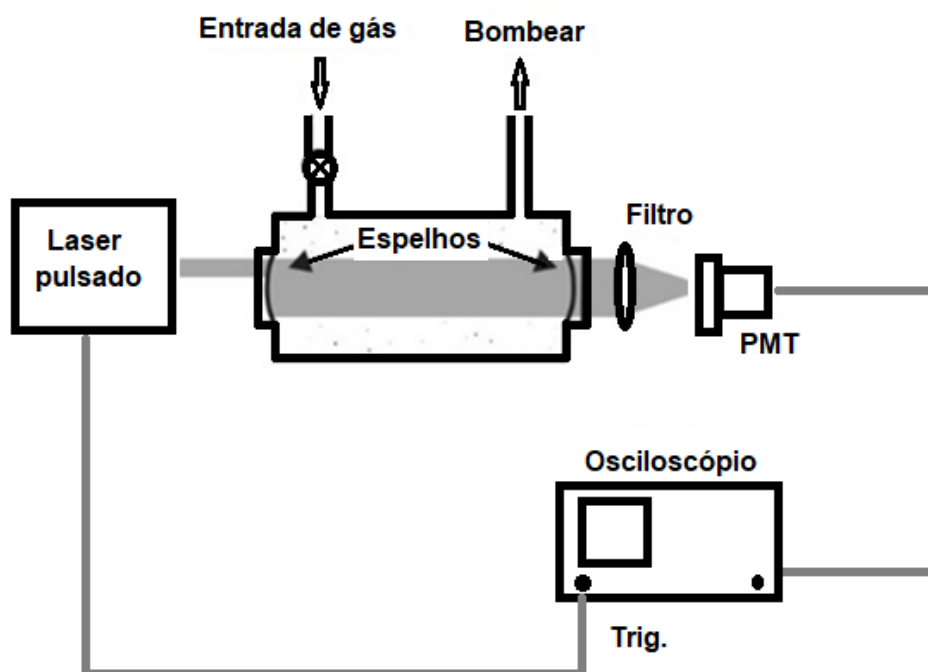 Entrada de gás
Bombear
Laser
pulsado
Espelhos
Filtro
PMT
Osciloscópio
Trig.